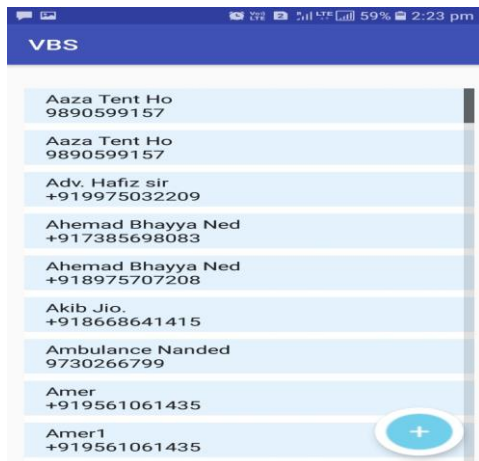 59% 2:23 pm
VBS
Aaza Tent Ho
9890599157
Aaza Tent Ho
9890599157
Adv. Hafiz sir
+919975032209
Ahemad Bhayya Ned
+917385698083
Ahemad Bhayya Ned
+918975707208
Akib Jio.
+918668641415
Ambulance Nanded
9730266799
Amer
+919561061435
Amer1
+919561061435